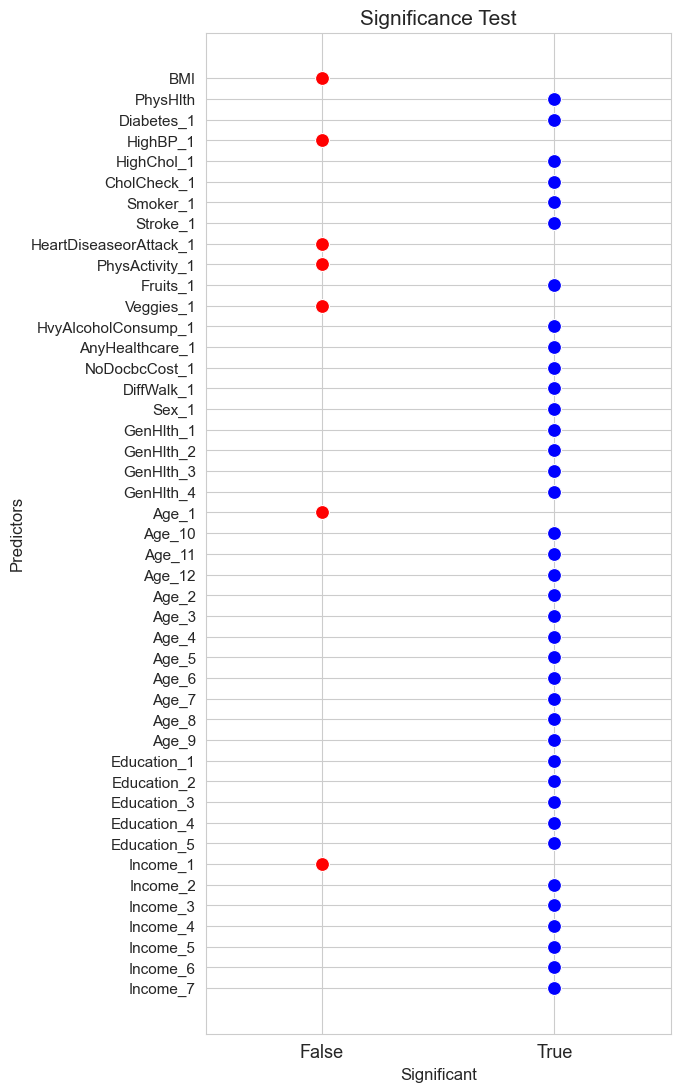 Significance Test
BMI
PhysHlth
Diabetes_1
HighBP_1
HighChol_1
CholCheck_1
Smoker_1
Stroke_1
HeartDiseaseorAttack_1
PhysActivity_1
Fruits_1
Veggies_1
HvyAlcoholConsump_1
AnyHealthcare_1
NoDocbcCost_1
DiffWalk_1
Sex_1
GenHlth_1
GenHlth_2
GenHlth_3
GenHlth_4
Age_1
Age_10
Age_11
Age_12
Age_2
Age_3
Age_4
Age_5
Age_6
Age_7
Age_8
Age_9
Education_1
Education_2
Education_3
Education_4
Education_5
Income_1
Income_2
Income_3
Income_4
Income_5
Income_6
Income_7
Predictors
False True
Significant